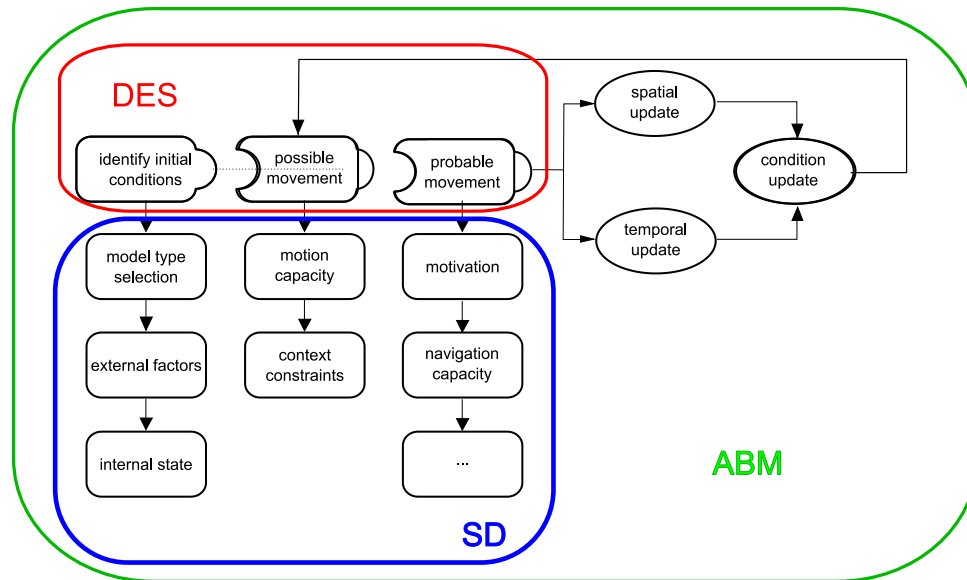 DES
identify initial
conditions
possible
movement
probable
movement
spatial
update
condition
update
temporal
update
model type
selection
motion
capacity
motivation
external factors
context
constraints
navigation
capacity
internal state
...
ABM
SD